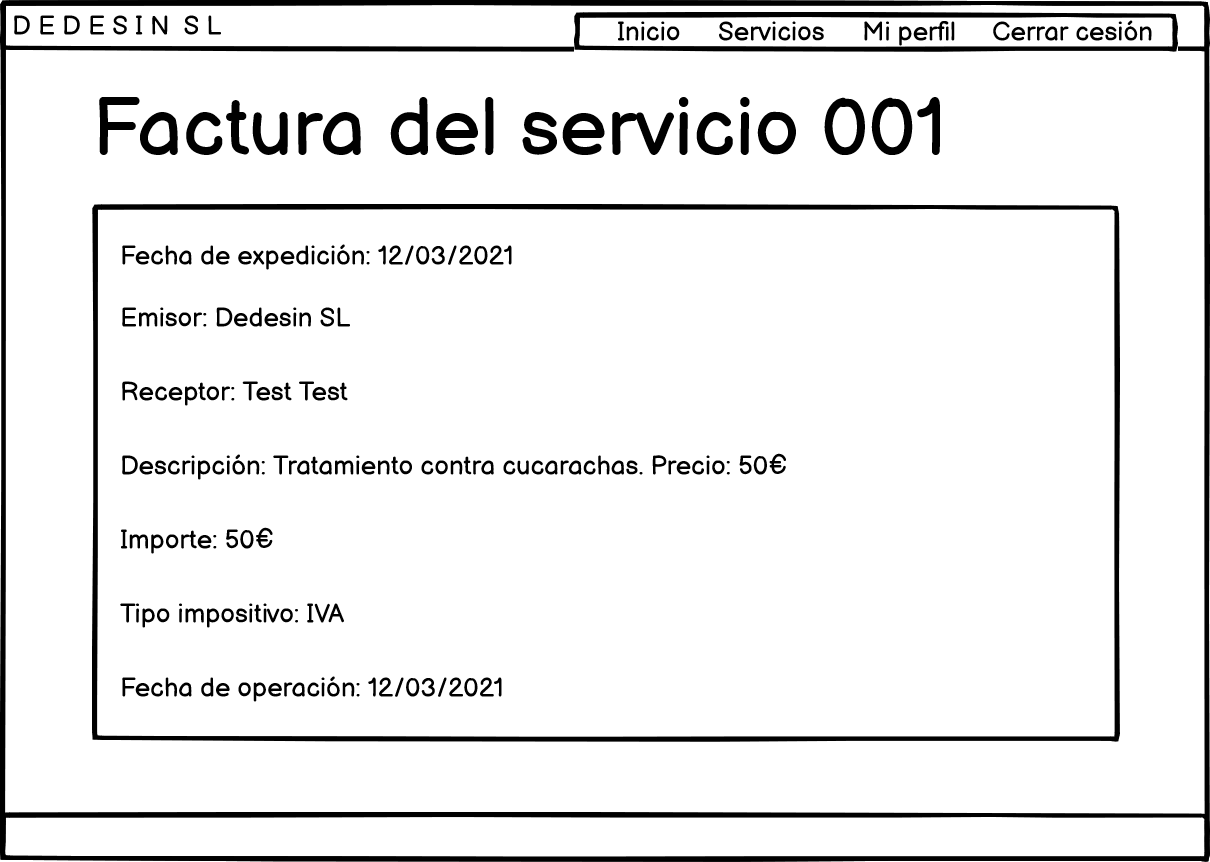 DEDESIN SL
Inicio Servicios Mi perfil Cerrar cesión
Factura del servicio 001
Fecha de expedición: 12/03/2021
Emisor: Dedesin SL
Receptor: Test Test
Descripción: Tratamiento contra cucarachas. Precio: 50€
Importe: 50€
Tipo impositivo: IVA
Fecha de operación: 12/03/2021